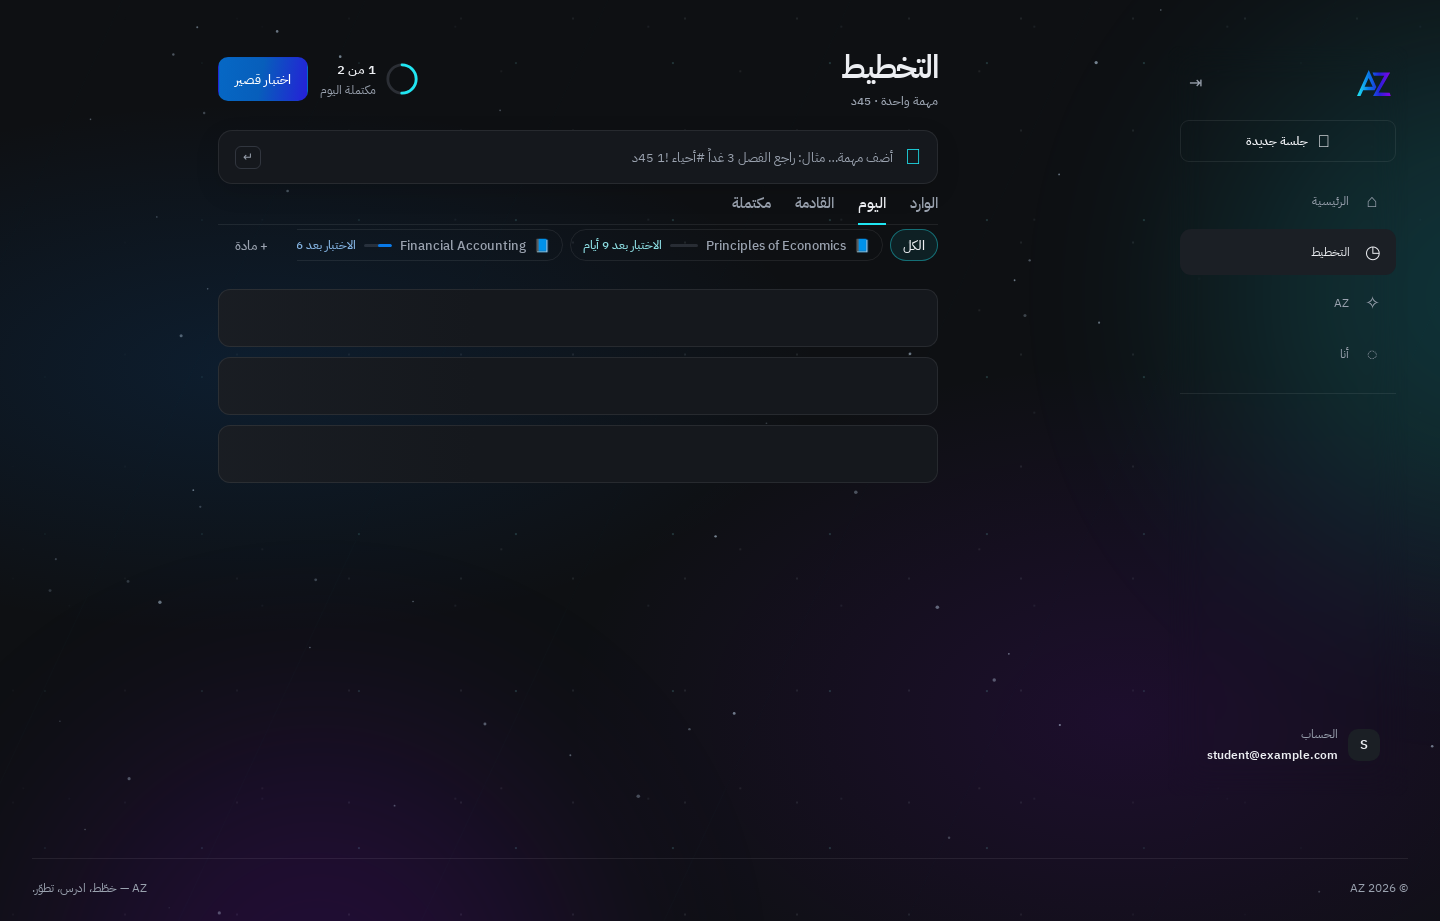 AZ
جلسة جديدة
الرئيسية
التخطيط
AZ
أنا
الحساب
S
student@example.com
التخطيط
مهمة واحدة · 45د
1 من 2
مكتملة اليوم
اختبار قصير
أضف مهمة... مثال: راجع الفصل 3 غداً #أحياء !1 45د
الوارد
اليوم
القادمة
مكتملة
الكل
Principles of Economics الاختبار بعد 9 أيام
Financial Accounting الاختبار بعد 6
+ مادة
© 2026 AZ
AZ — خطّط، ادرس، تطوّر.